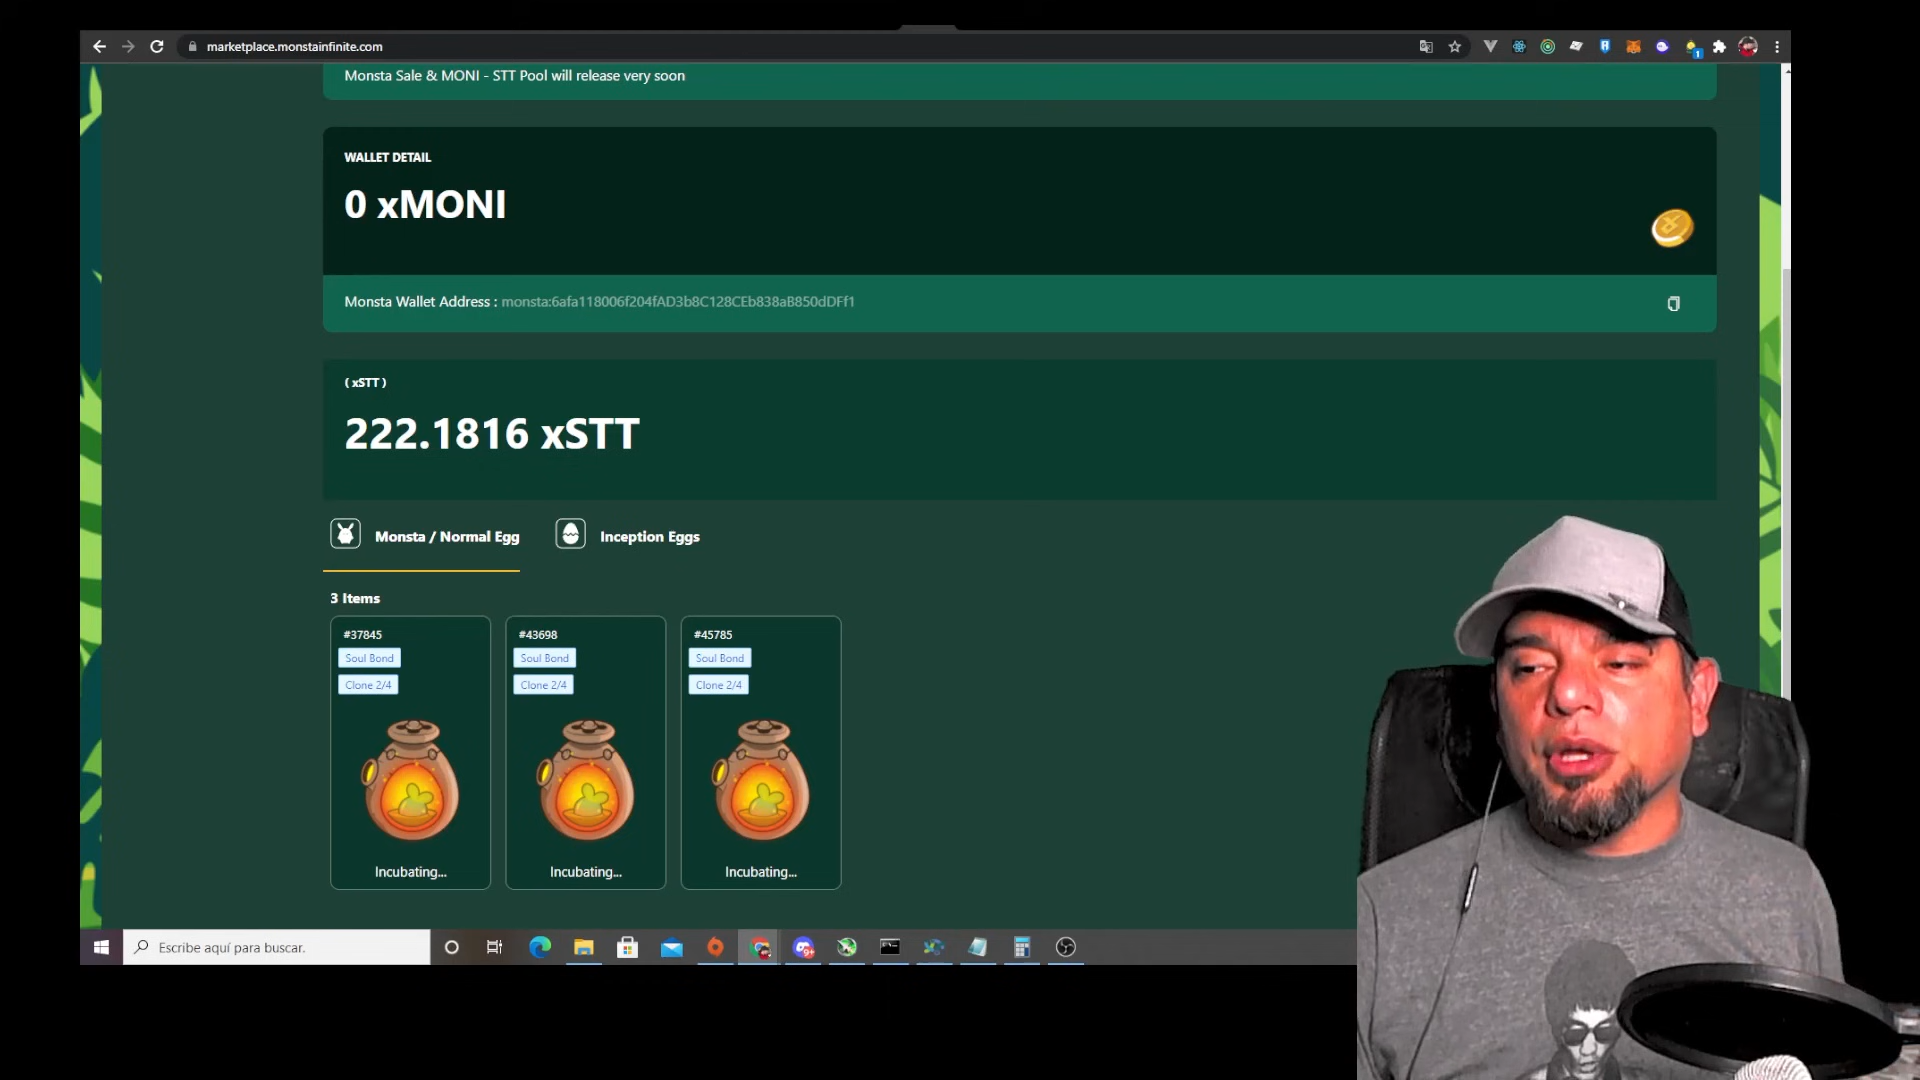 marketplace.monstainfinite.com
Monsta Sale & MONI - STT Pool will release very soon
WALLET DETAIL
0 xMONI
Monsta Wallet Address : monsta:6afa118006f204fAD3b8C128CEb838aB850dDFf1
( xSTT )
222.1816 xSTT
Monsta / Normal Egg
Inception Eggs
3 Items
#37845
Soul Bond
Clone 2/4
Incubating...
#43698
Soul Bond
Clone 2/4
Incubating...
#45785
Soul Bond
Clone 2/4
Incubating...
Escribe aquí para buscar.